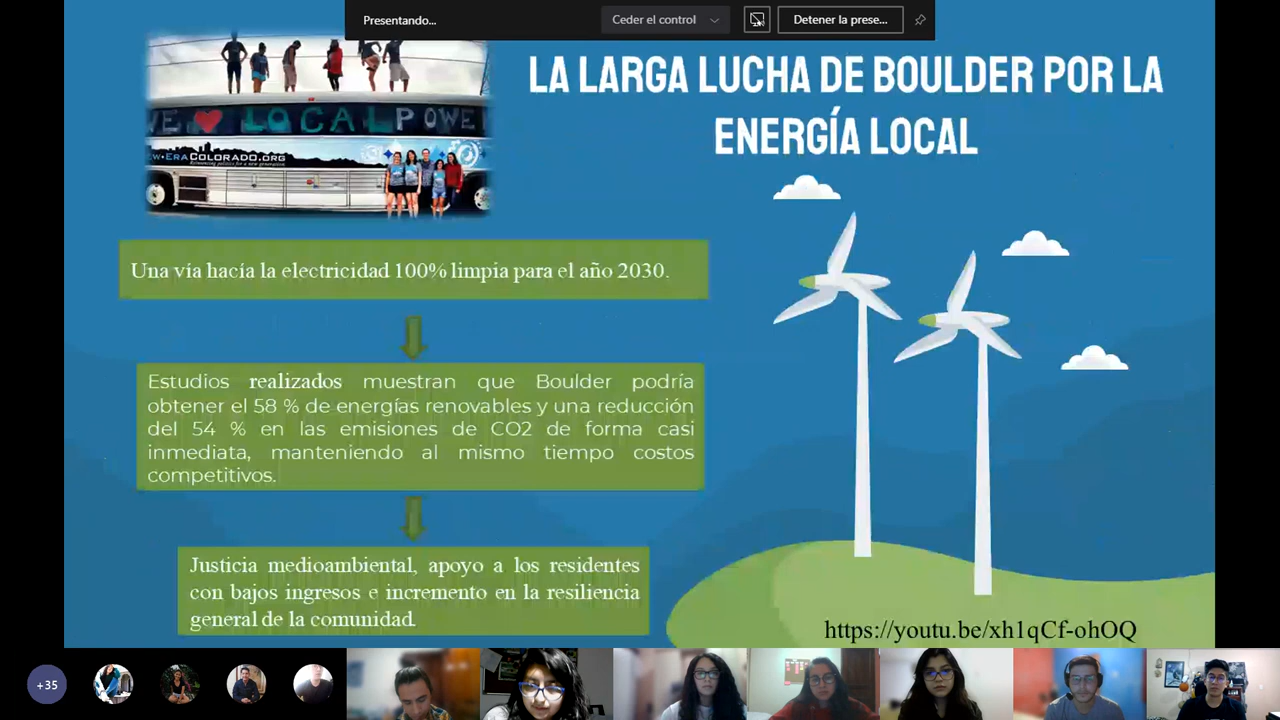 Presentando...
Ceder el control
Detener la prese...
LA LARGA LUCHA DE BOULDER POR LA
ENERGÍA LOCAL
VE LOCAL POWE
W•ERACOLORADO.ORG
Una vía hacía la electricidad 100% limpia para el año 2030.
Estudios realizados muestran que Boulder podría
obtener el 58 % de energías renovables y una reducción
del 54 % en las emisiones de CO2 de forma casi
inmediata, manteniendo al mismo tiempo costos
competitivos.
Justicia medioambiental, apoyo a los residentes
con bajos ingresos e incremento en la resiliencia
general de la comunidad.
https://youtu.be/xh1qCf-ohOQ
+35